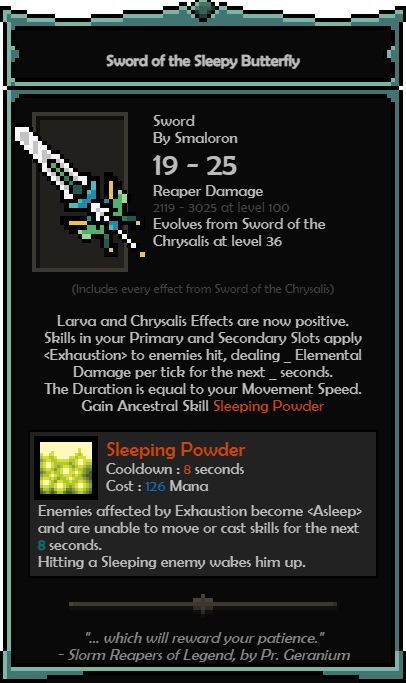 Sword of the Sleepy Butterfly
Sword
By Smaloron
19 - 25
Reaper Damage
2119 - 3025 at level 100
Evolves from Sword of the
Chrysalis at level 36
(Includes every effect from Sword of the Chrysalis)
Larva and Chrysalis Effects are now positive.
Skills in your Primary and Secondary Slots apply
<Exhaustion> to enemies hit, dealing _ Elemental
Damage per tick for the next _ seconds.
The Duration is equal to your Movement Speed.
Gain Ancestral Skill Sleeping Powder
Sleeping Powder
Cooldown : 8 seconds
Cost : 126 Mana
Enemies affected by Exhaustion become <Asleep>
and are unable to move or cast skills for the next
8 seconds.
Hitting a Sleeping enemy wakes him up.
"... which will reward your patience."
- Slorm Reapers of Legend, by Pr. Geranium